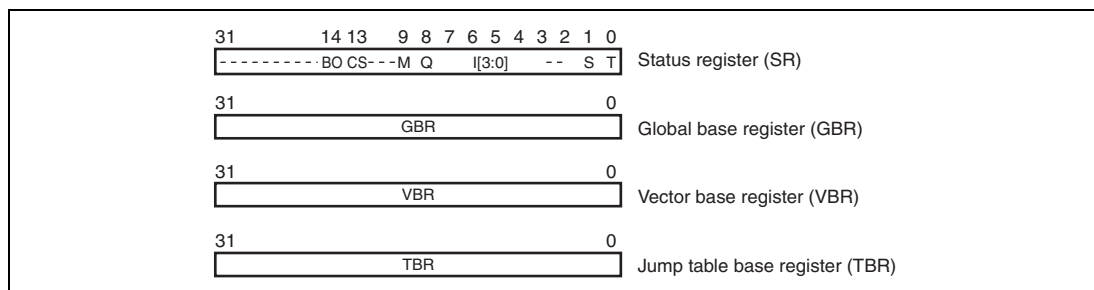 31 14 13 9 8 7 6 5 4 3 2 1 0
---------- BO CS---M Q I[3:0] -- S T Status register (SR)
31 0
GBR Global base register (GBR)
31 0
VBR Vector base register (VBR)
31 0
TBR Jump table base register (TBR)